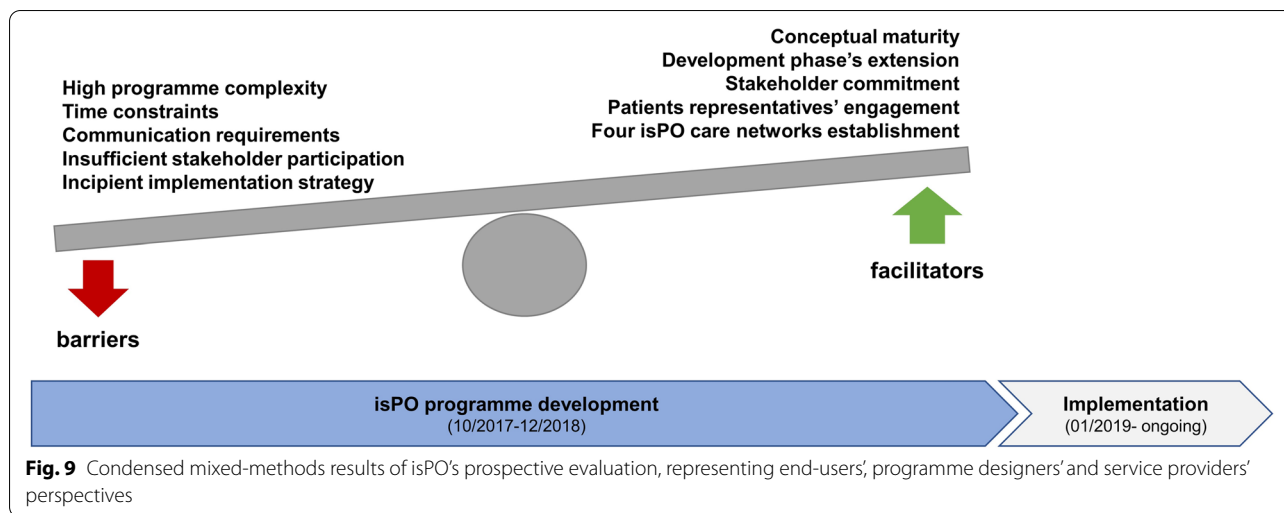 High programme complexity
Time constraints
Communication requirements
Insufficient stakeholder participation
Incipient implementation strategy
Conceptual maturity
Development phase's extension
Stakeholder commitment
Patients representatives' engagement
Four isPO care networks establishment
barriers
facilitators
isPO programme development
(10/2017-12/2018)
Implementation
(01/2019- ongoing)
Fig. 9 Condensed mixed-methods results of isPO's prospective evaluation, representing end-users', programme designers' and service providers'
perspectives